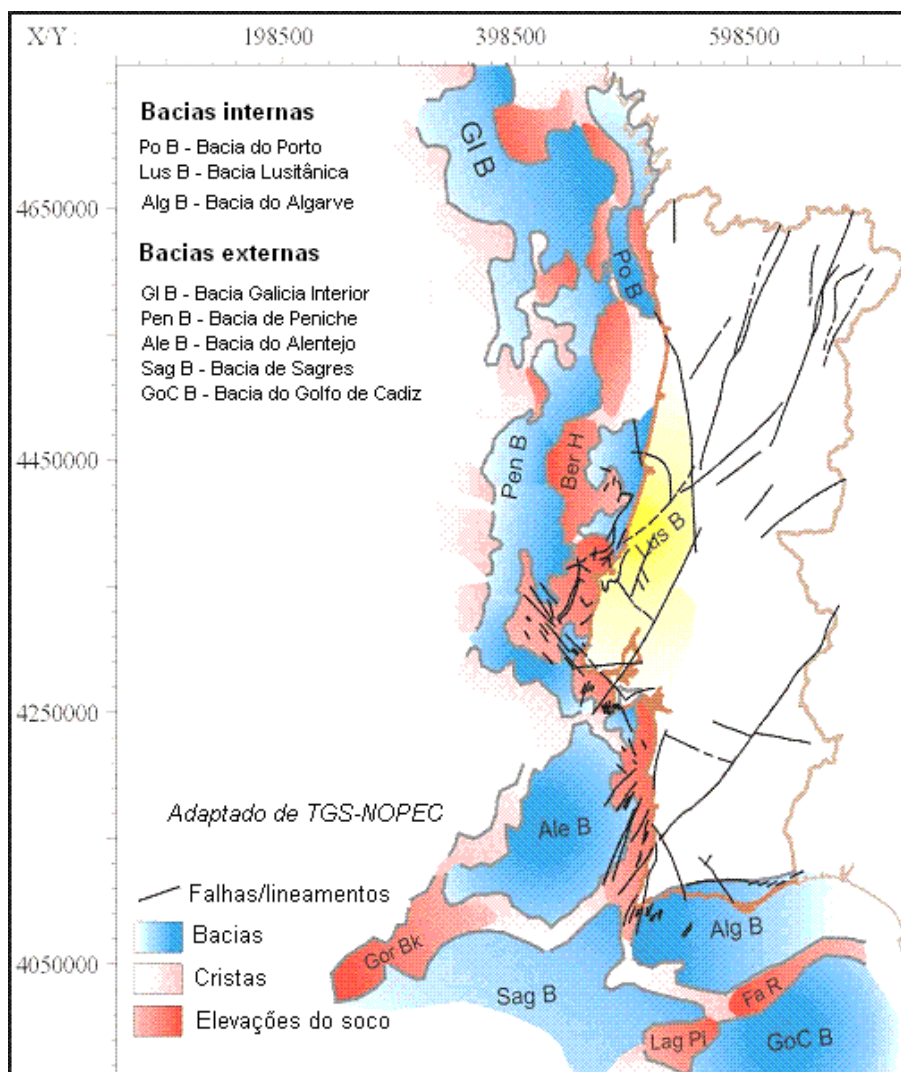 X/Y : 198500 398500 598500
Bacias internas
Po B - Bacia do Porto
Lus B - Bacia Lusitânica
Alg B - Bacia do Algarve
Bacias externas
GI B - Bacia Galicia Interior
Pen B - Bacia de Peniche
Ale B - Bacia do Alentejo
Sag B - Bacia de Sagres
GoC B - Bacia do Golfo de Cadiz
GI B
4650000
Po B
4450000
Pen B
Ber H
Lus B
4250000
Adaptado de TGS-NOPEC
Ale B
Falhas/lineamentos
Bacias
Cristas
Elevações do soco
Gor Bk
Alg B
4050000
Sag B
Fa R
Lag Pi
GoC B